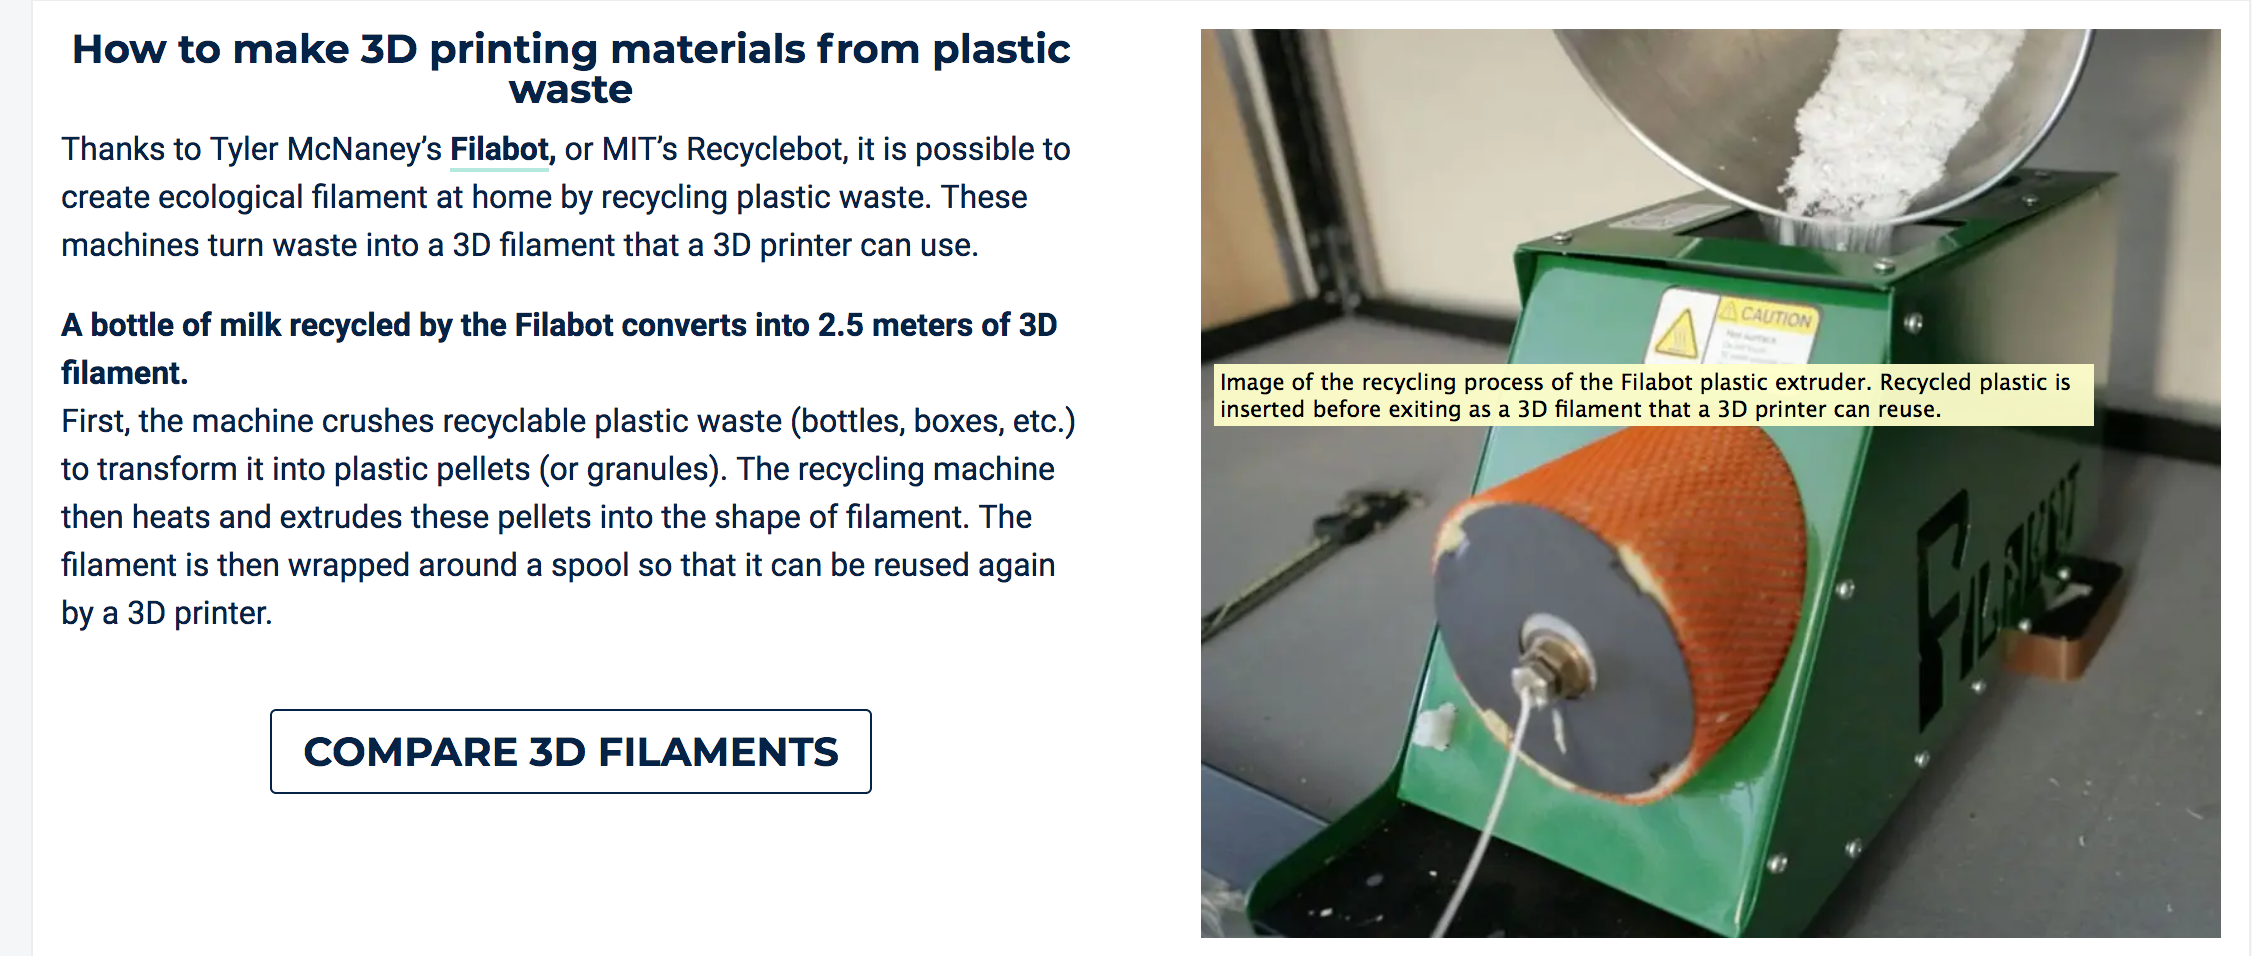 How to make 3D printing materials from plastic
waste
Thanks to Tyler McNaney’s Filabot, or MIT’s Recyclebot, it is possible to
create ecological filament at home by recycling plastic waste. These
machines turn waste into a 3D filament that a 3D printer can use.
A bottle of milk recycled by the Filabot converts into 2.5 meters of 3D
filament.
First, the machine crushes recyclable plastic waste (bottles, boxes, etc.)
to transform it into plastic pellets (or granules). The recycling machine
then heats and extrudes these pellets into the shape of filament. The
filament is then wrapped around a spool so that it can be reused again
by a 3D printer.
COMPARE 3D FILAMENTS
CAUTION
Hot surface.
Image of the recycling process of the Filabot plastic extruder. Recycled plastic is
inserted before exiting as a 3D filament that a 3D printer can reuse.
FILABOT